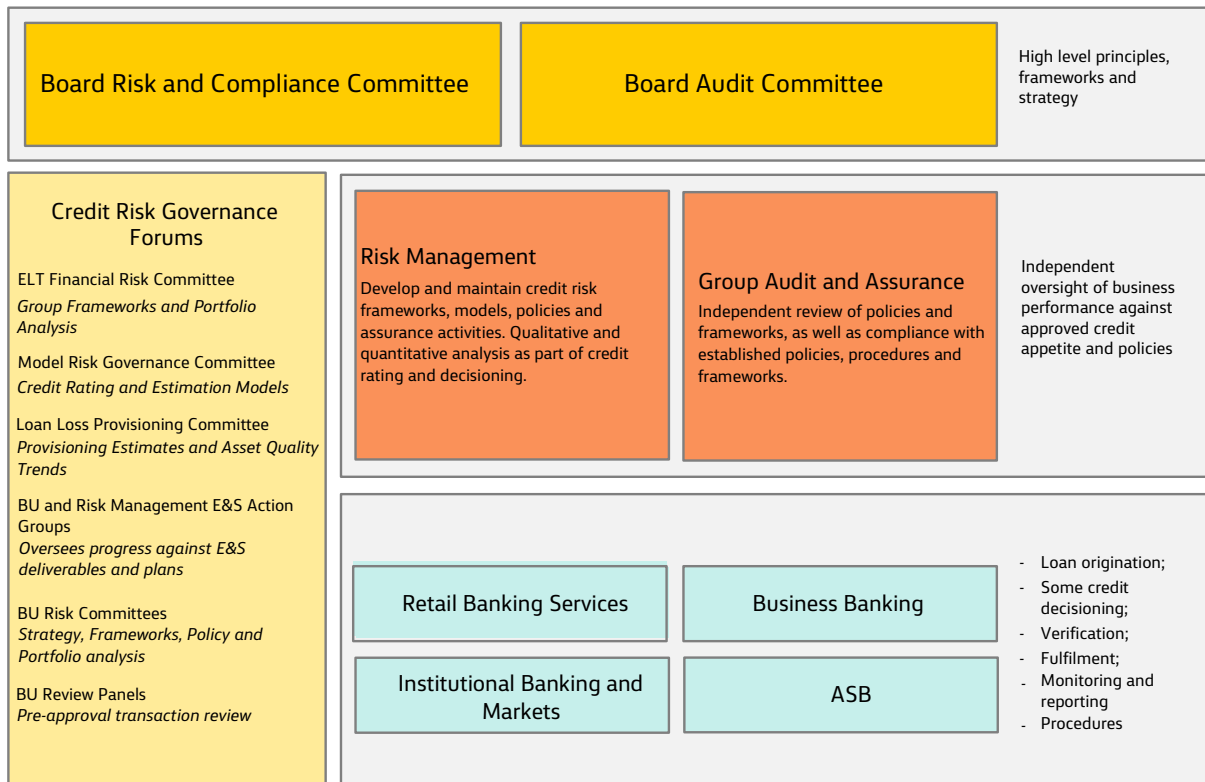 Board Risk and Compliance Committee
Board Audit Committee
High level principles,
frameworks and
strategy
Credit Risk Governance
Forums
ELT Financial Risk Committee
Group Frameworks and Portfolio
Analysis
Model Risk Governance Committee
Credit Rating and Estimation Models
Loan Loss Provisioning Committee
Provisioning Estimates and Asset Quality
Trends
BU and Risk Management E&S Action
Groups
Oversees progress against E&S
deliverables and plans
BU Risk Committees
Strategy, Frameworks, Policy and
Portfolio analysis
BU Review Panels
Pre-approval transaction review
Risk Management
Develop and maintain credit risk
frameworks, models, policies and
assurance activities. Qualitative and
quantitative analysis as part of credit
rating and decisioning.
Group Audit and Assurance
Independent review of policies and
frameworks, as well as compliance with
established policies, procedures and
frameworks.
Independent
oversight of business
performance against
approved credit
appetite and policies
Retail Banking Services
Business Banking
Institutional Banking and
Markets
ASB
- Loan origination;
- Some credit
decisioning;
- Verification;
- Fulfilment;
- Monitoring and
reporting
- Procedures